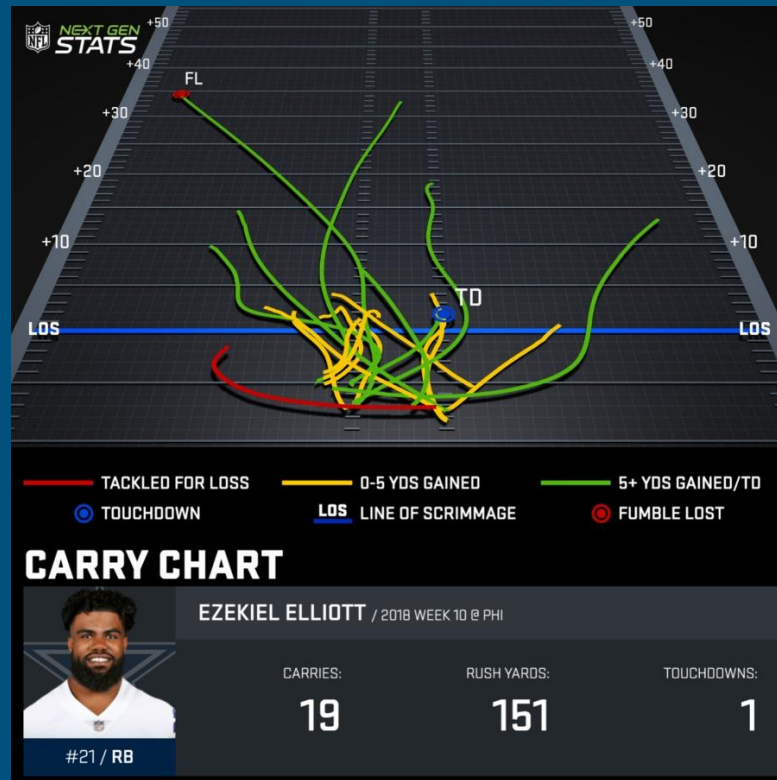 NFL
NEXT GEN
STATS
+50 +50
+40 +40
FL
+30 +30
+20 +20
+10 +10
TD
LOS LOS
TACKLED FOR LOSS 0-5 YDS GAINED 5+ YDS GAINED/TD
TOUCHDOWN LOS LINE OF SCRIMMAGE FUMBLE LOST
CARRY CHART
EZEKIEL ELLIOTT / 2018 WEEK 10 @ PHI
CARRIES: RUSH YARDS: TOUCHDOWNS:
19 151 1
#21 / RB